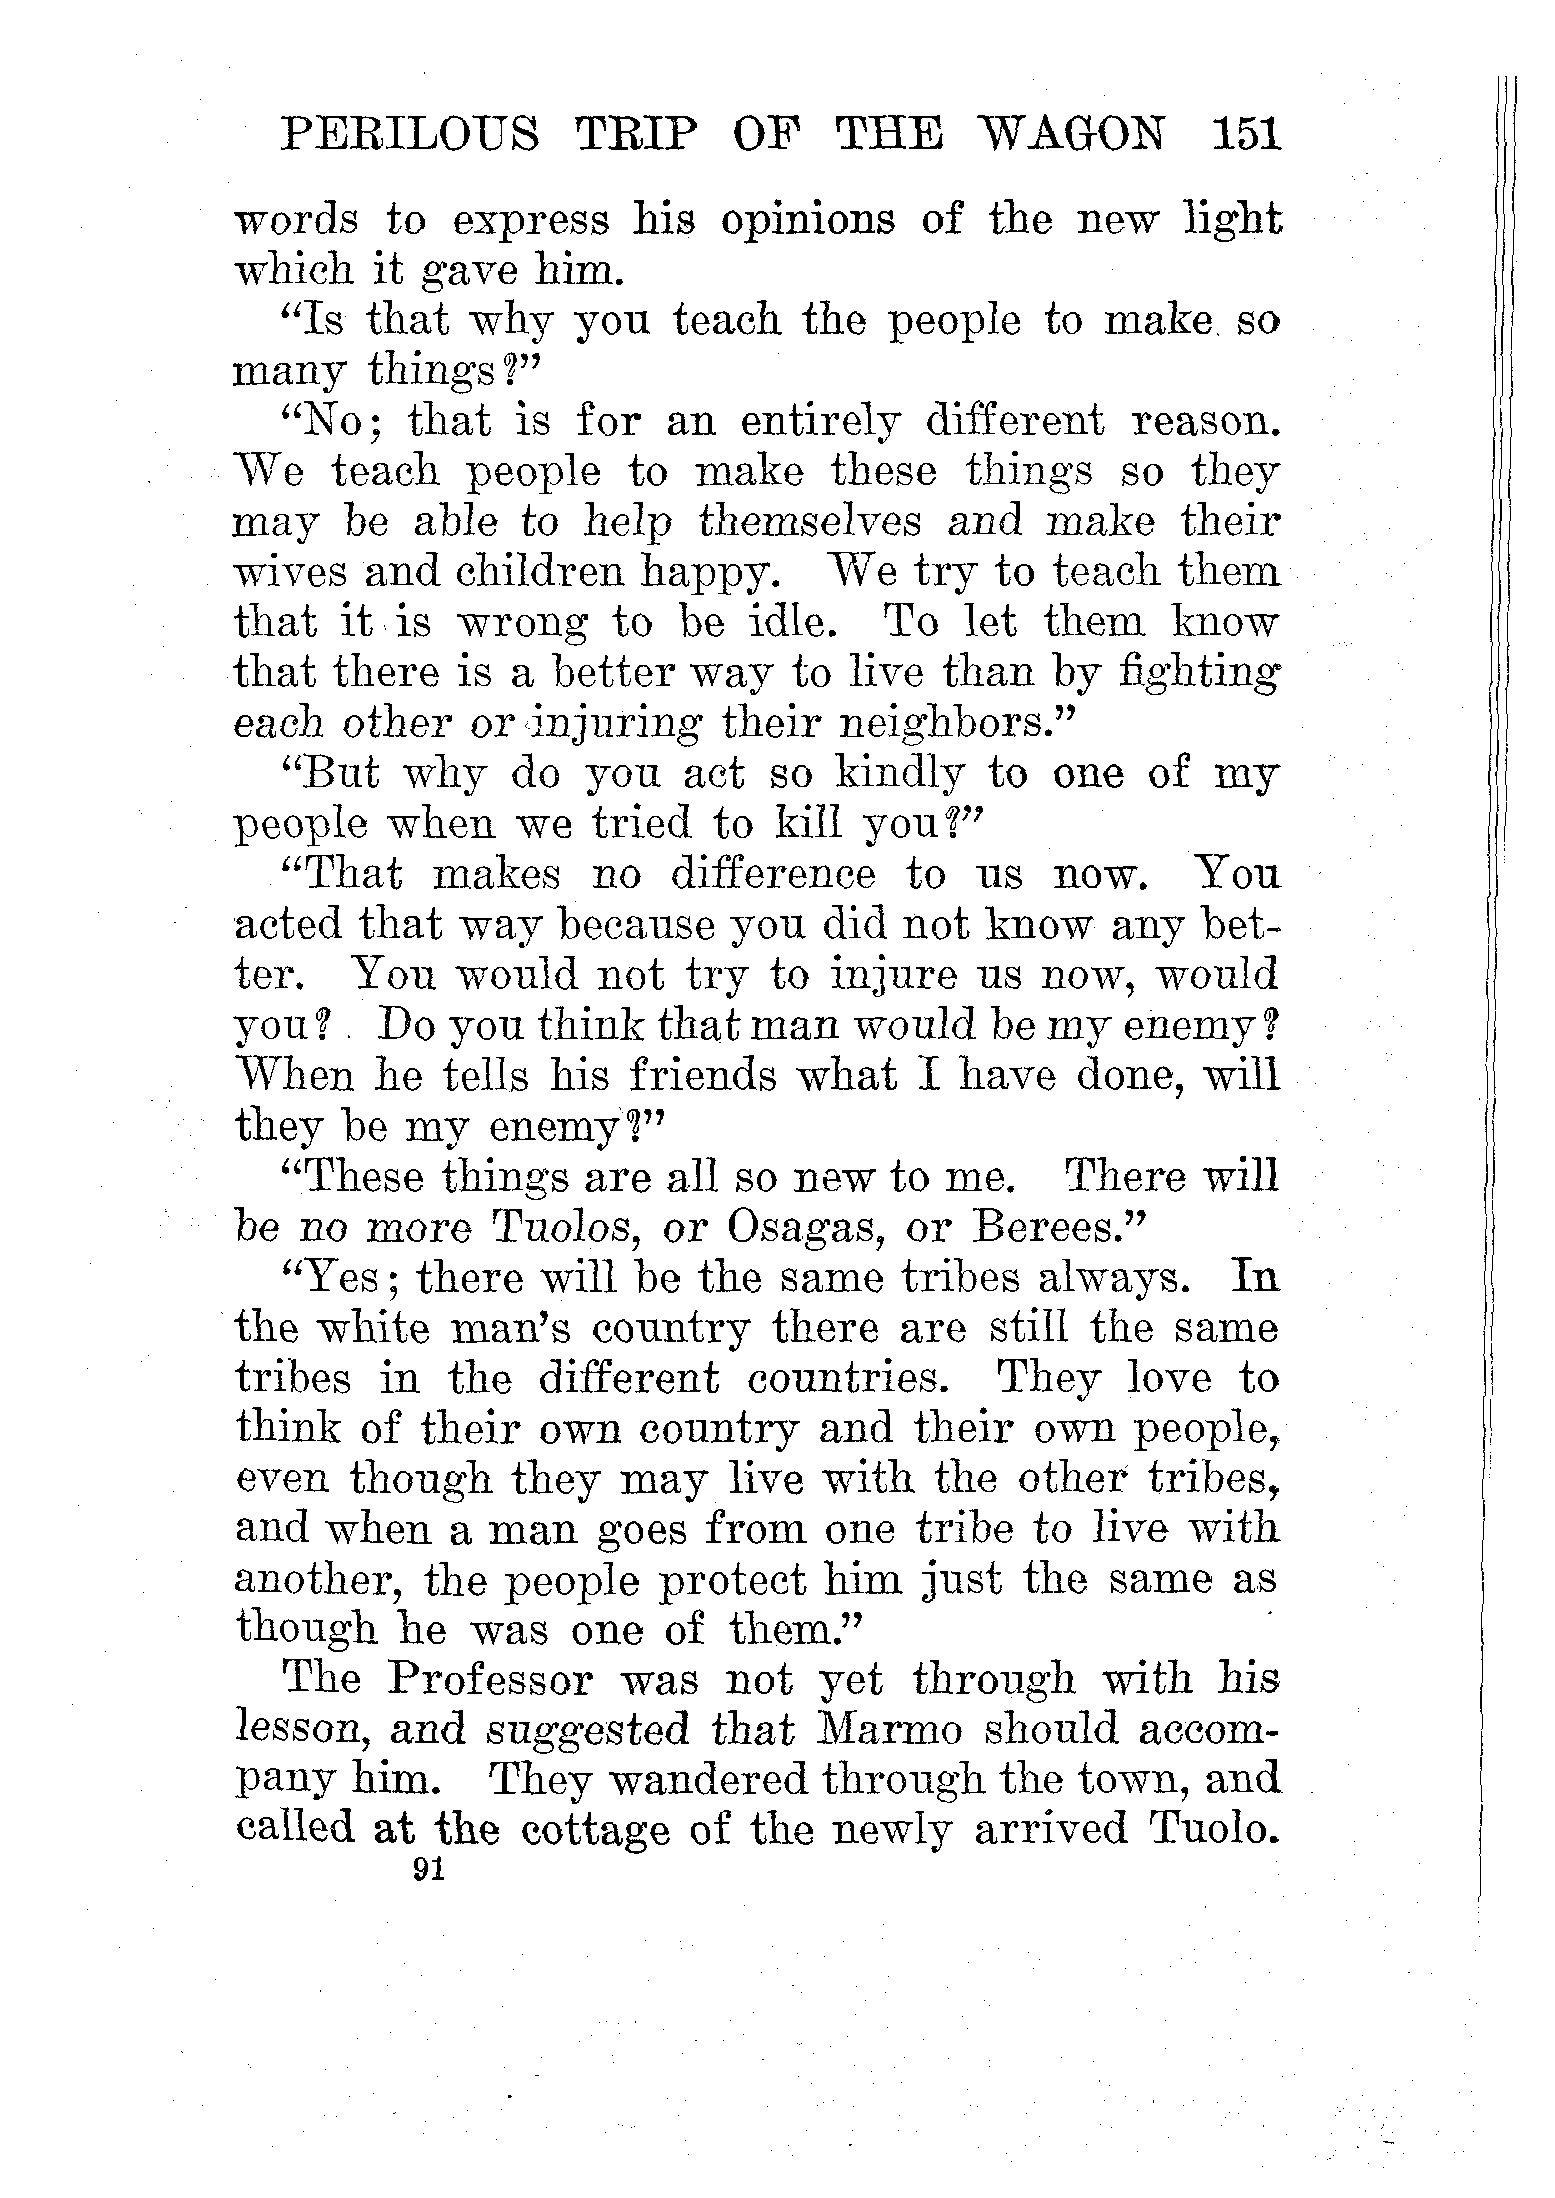 PERILOUS TRIP OF THE WAGON 151
words to express his opinions of the new light
which it gave him.
“Is that why you teach the people to make so
many things?”
“No; that is for an entirely different reason.
We teach people to make these things so they
may be able to help themselves and make their
wives and children happy. We try to teach them
that it is wrong to be idle. To let them know
that there is a better way to live than by fighting
each other or injuring their neighbors.”
“But why do you act so kindly to one of my
people when we tried to kill you?”
“That makes no difference to us now. You
acted that way because you did not know any bet-
ter. You would not try to injure us now, would
you? Do you think that man would be my enemy?
When he tells his friends what I have done, will
they be my enemy?”
“These things are all so new to me. There will
be no more Tuolos, or Osagas, or Berees.”
“Yes; there will be the same tribes always. In
the white man’s country there are still the same
tribes in the different countries. They love to
think of their own country and their own people,
even though they may live with the other tribes,
and when a man goes from one tribe to live with
another, the people protect him just the same as
though he was one of them.”
The Professor was not yet through with his
lesson, and suggested that Marmo should accom-
pany him. They wandered through the town, and
called at the cottage of the newly arrived Tuolo.
91